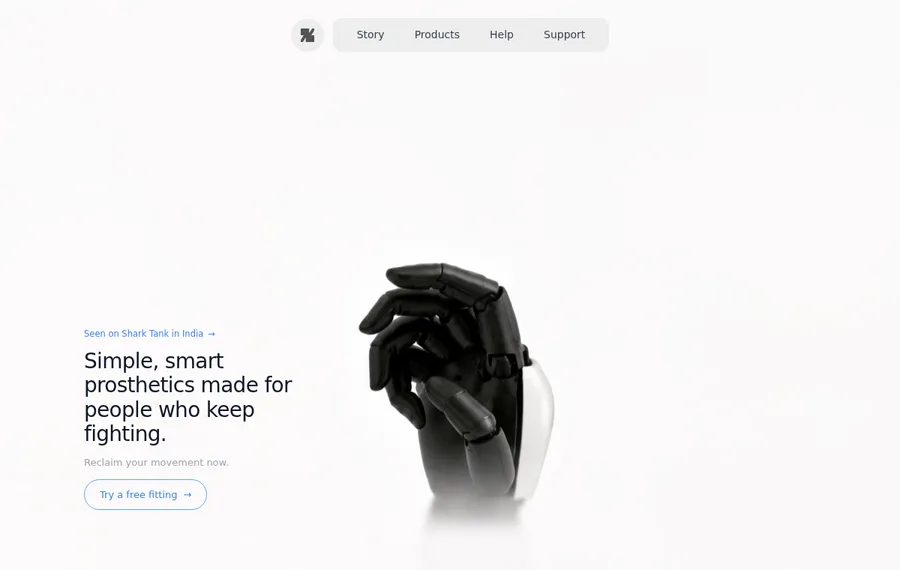 Story
Products
Help
Support
Seen on Shark Tank in India →
Simple, smart
prosthetics made for
people who keep
fighting.
Reclaim your movement now.
Try a free fitting →